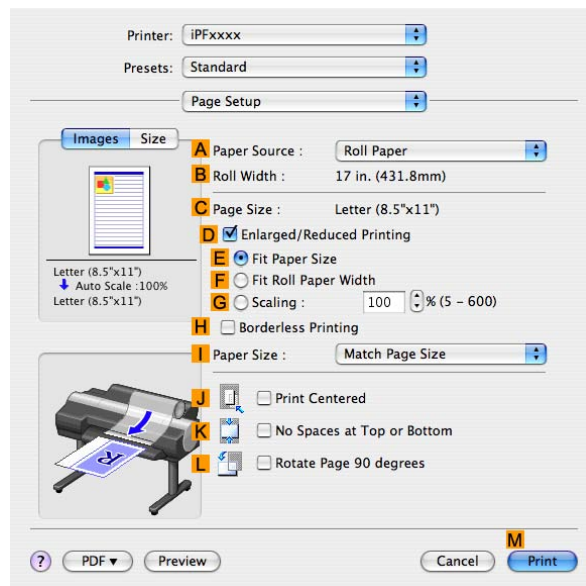 Printer: iPFxxxx
Presets: Standard
Page Setup
Images Size
A Paper Source : Roll Paper
B Roll Width : 17 in. (431.8mm)
C Page Size : Letter (8.5"x11")
D Enlarged/Reduced Printing
E Fit Paper Size
F Fit Roll Paper Width
G Scaling : 100 % (5 - 600)
Letter (8.5"x11")
Auto Scale :100%
Letter (8.5"x11")
H Borderless Printing
I Paper Size : Match Page Size
J Print Centered
K No Spaces at Top or Bottom
L Rotate Page 90 degrees
R
M
? PDF ▼ Preview Cancel Print